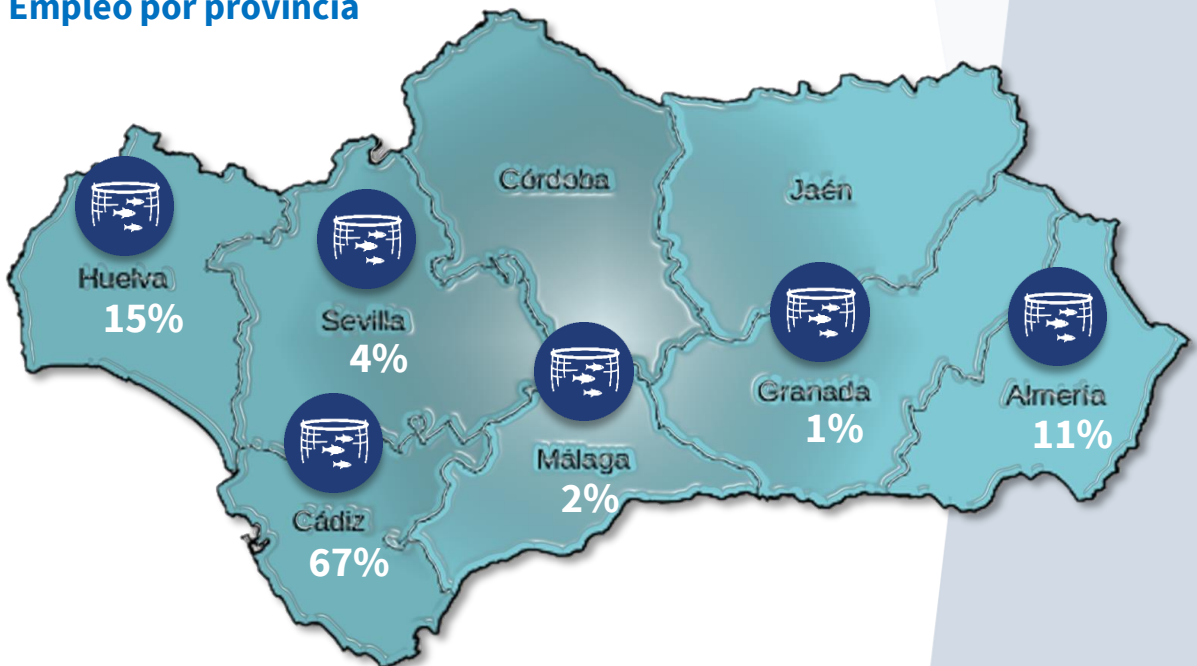 Empleo por provincia
Córdoba
Jaén
Huelva
15%
Sevilla
4%
Granada
1%
Almería
11%
Málaga
2%
Cádiz
67%